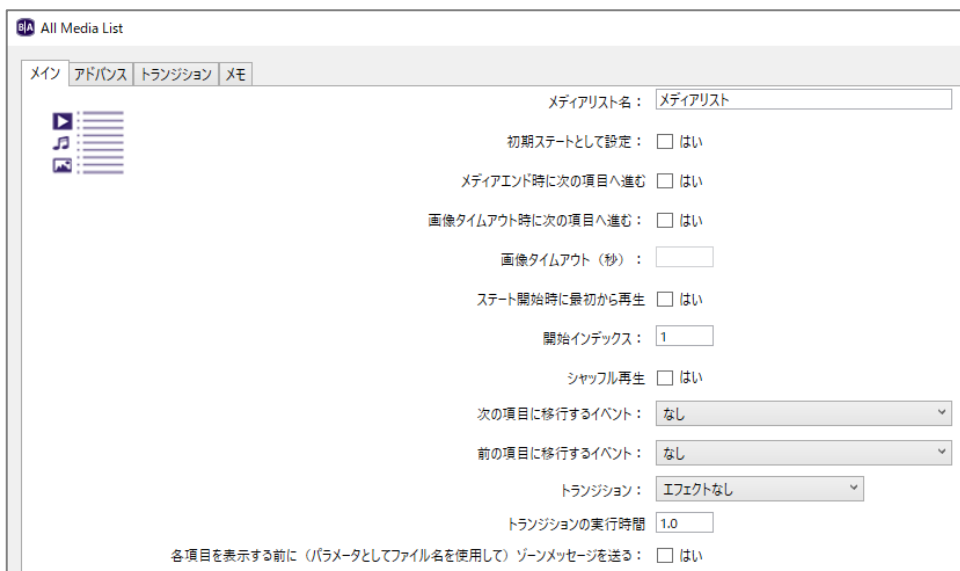 B|A All Media List
メイン アドバンス トランジション メモ
メディアリスト名： メディアリスト
初期ステートとして設定： はい
メディアエンド時に次の項目へ進む はい
画像タイムアウト時に次の項目へ進む： はい
画像タイムアウト（秒）：
ステート開始時に最初から再生 はい
開始インデックス： 1
シャッフル再生 はい
次の項目に移行するイベント： なし
前の項目に移行するイベント： なし
トランジション： エフェクトなし
トランジションの実行時間 1.0
各項目を表示する前に（パラメータとしてファイル名を使用して）ゾーンメッセージを送る： はい